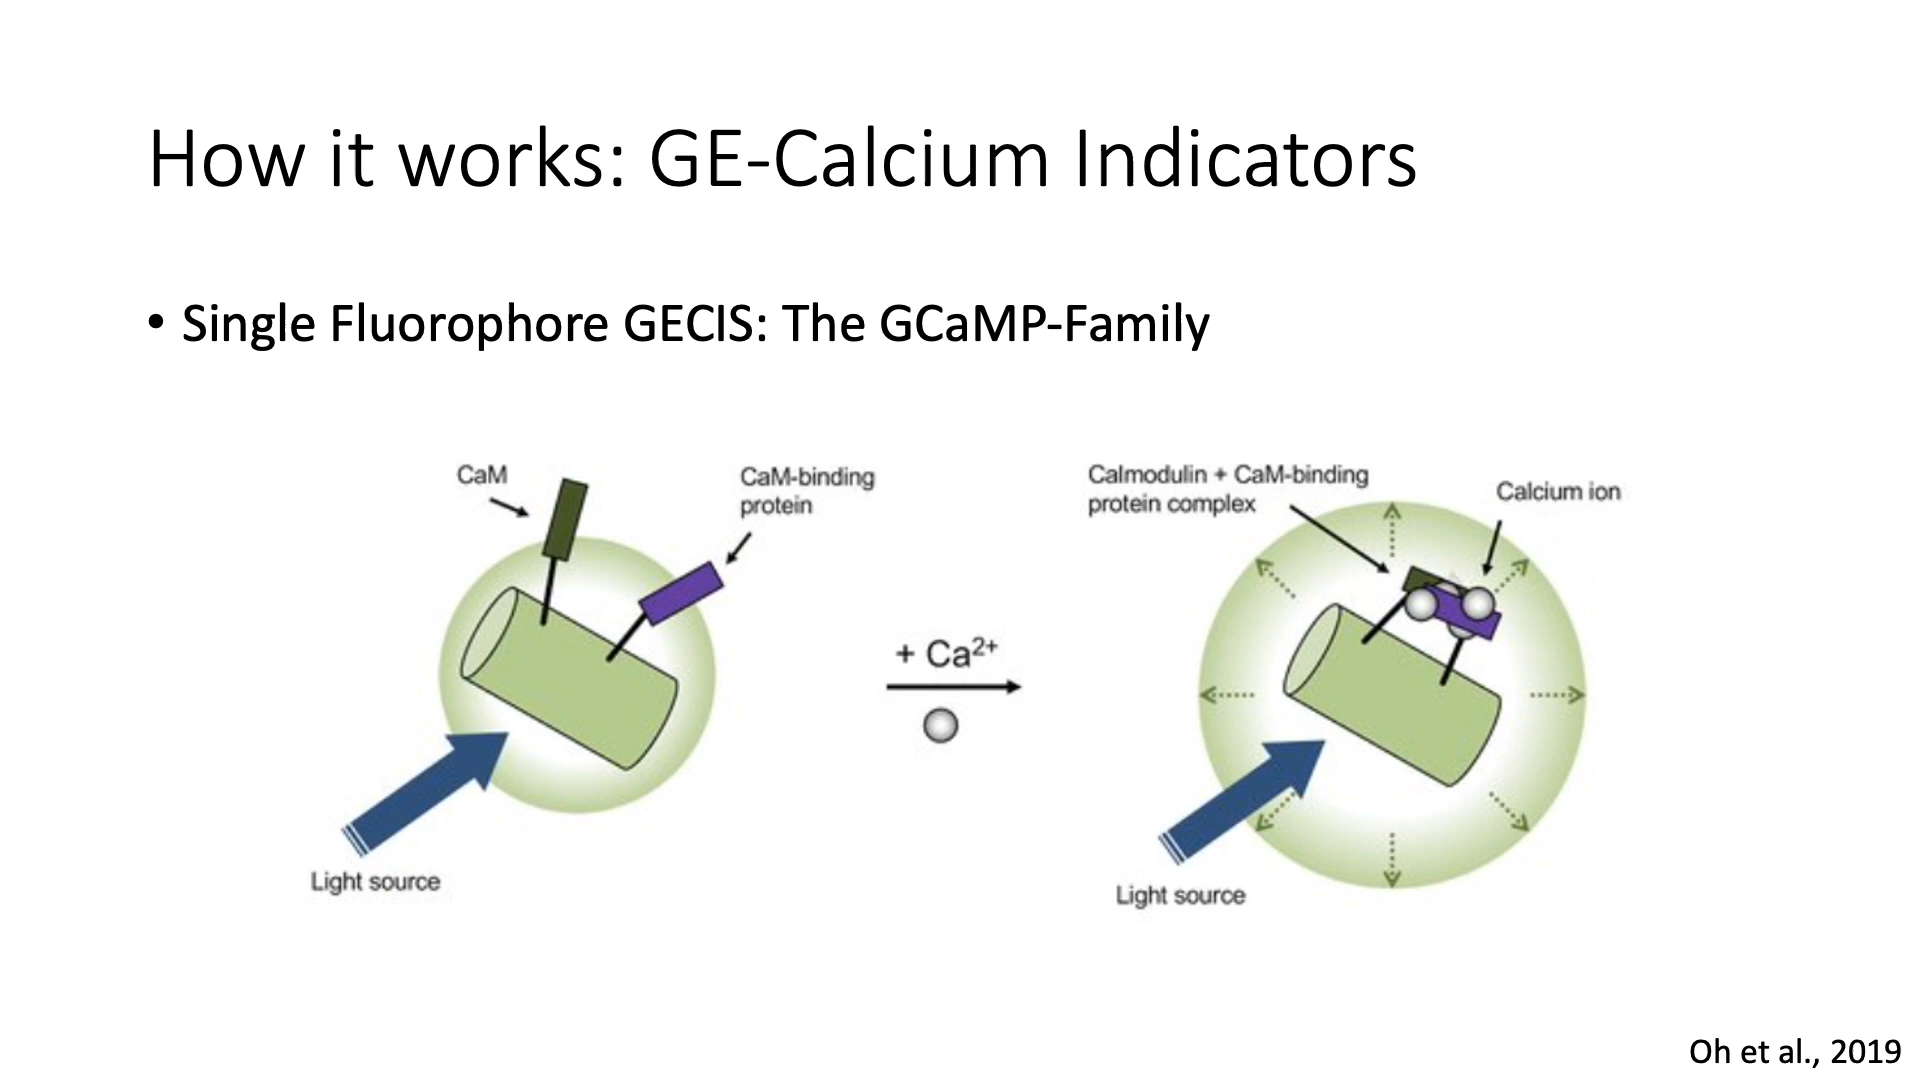 How it works: GE-Calcium Indicators
• Single Fluorophore GECIS: The GCaMP-Family
CaM
CaM-binding
protein
Light source
+ Ca²⁺
Calmodulin + CaM-binding
protein complex
Calcium ion
Light source
Oh et al., 2019